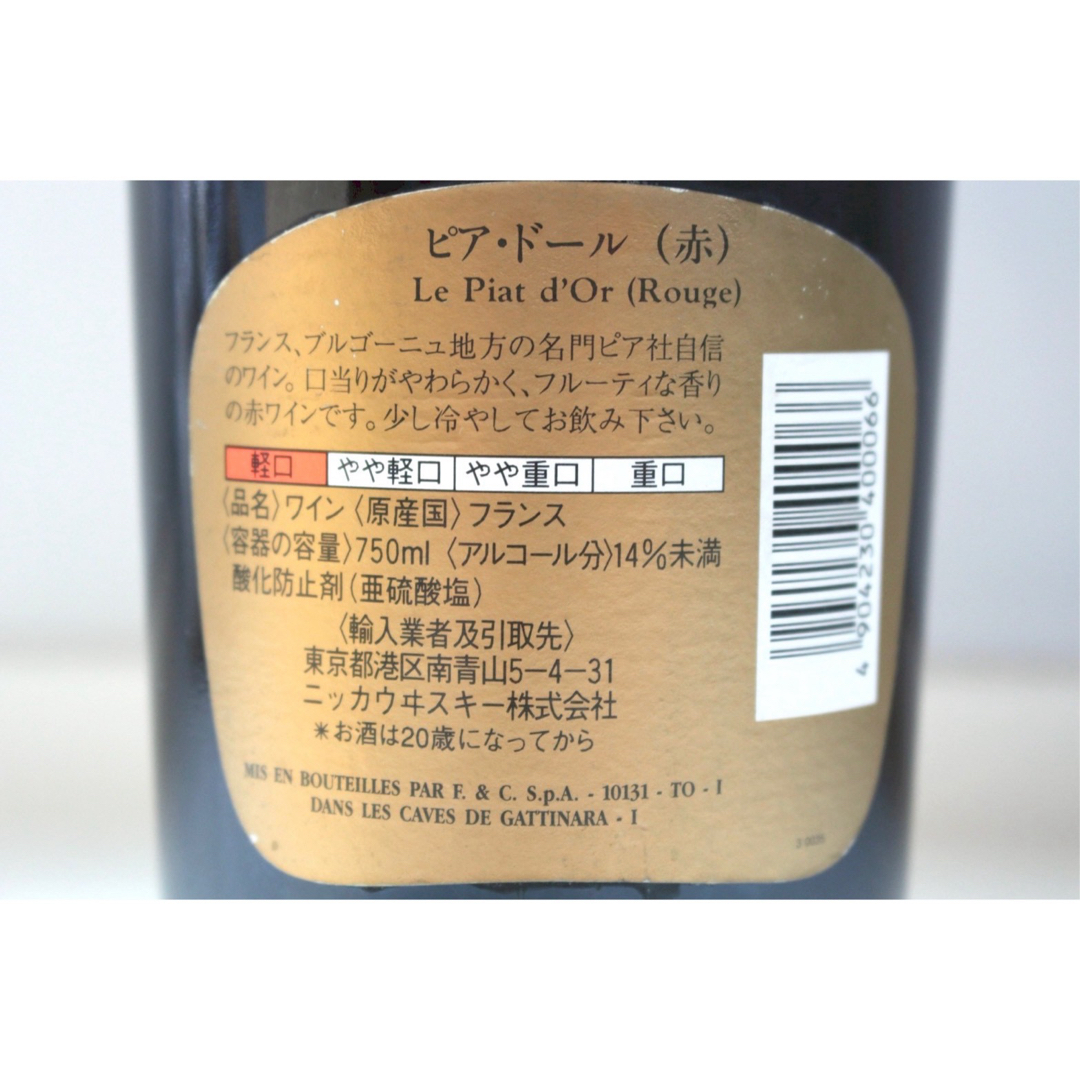 ピア・ドール (赤)
Le Piat d'Or (Rouge)
フランス、ブルゴーニュ地方の名門ピア社自信
のワイン。口当りがやわらかく、フルーティな香り
の赤ワインです。少し冷やしてお飲み下さい。
軽口 やや軽口 やや重口 重口
〈品名〉ワイン〈原産国〉フランス
〈容器の容量〉750ml 〈アルコール分〉14%未満
酸化防止剤(亜硫酸塩)
〈輸入業者及引取先〉
東京都港区南青山5-4-31
ニッカウヰスキー株式会社
*お酒は20歳になってから
MIS EN BOUTEILLES PAR F. & C. S.p.A. - 10131 - TO - I
DANS LES CAVES DE GATTINARA - I
4 904230 400066